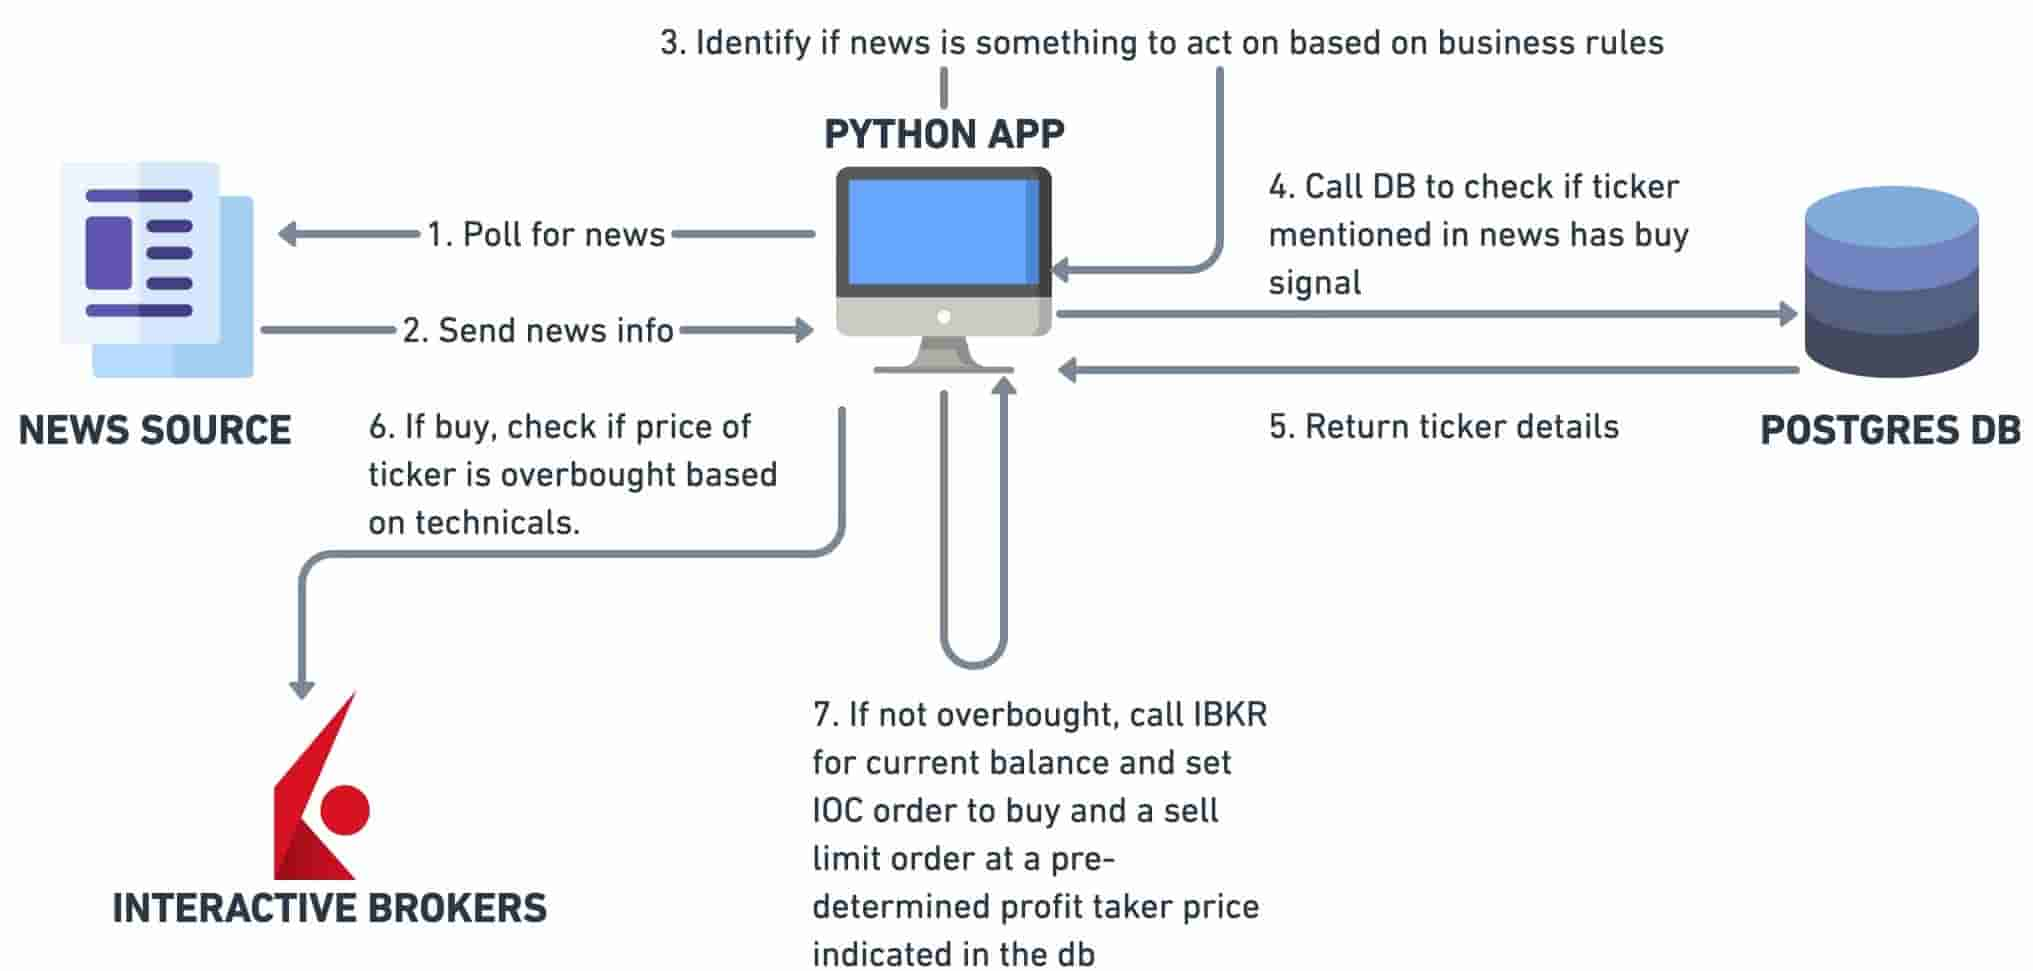 3. Identify if news is something to act on based on business rules
PYTHON APP
1. Poll for news
2. Send news info
NEWS SOURCE
4. Call DB to check if ticker
mentioned in news has buy
signal
5. Return ticker details
POSTGRES DB
6. If buy, check if price of
ticker is overbought based
on technicals.
INTERACTIVE BROKERS
7. If not overbought, call IBKR
for current balance and set
IOC order to buy and a sell
limit order at a pre-
determined profit taker price
indicated in the db